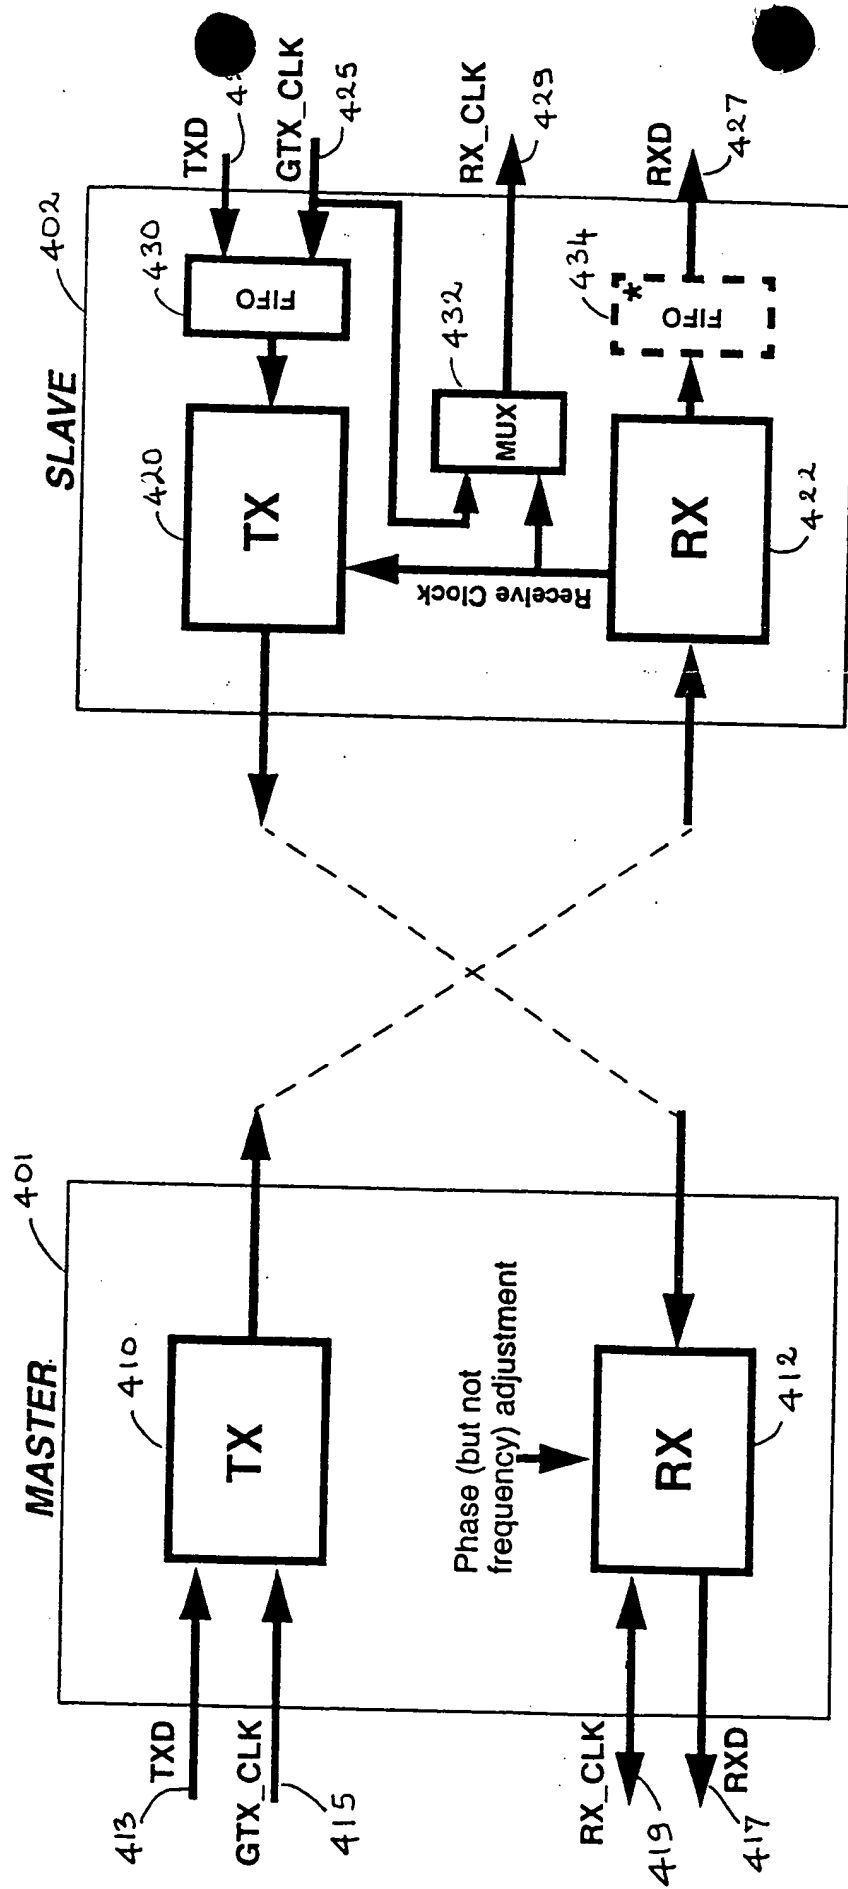 MASTER
401
TXD
413
GTX_CLK
415
TX
410
Phase (but not
frequency) adjustment
RX
412
RX_CLK
419
RXD
417
SLAVE
402
TX
420
FIFO
430
TXD
GTX_CLK
425
MUX
432
RX_CLK
429
Receive Clock
RX
422
FIFO
*
434
RXD
427